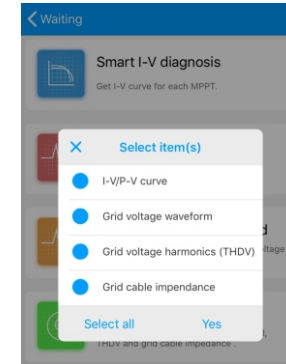 Waiting
Smart I-V diagnosis
Get I-V curve for each MPPT.
Select item(s)
I-V/P-V curve
Grid voltage waveform
d
ltage
Grid voltage harmonics (THDV)
Grid cable impendance
Select all Yes
THDV and grid cable impedance .